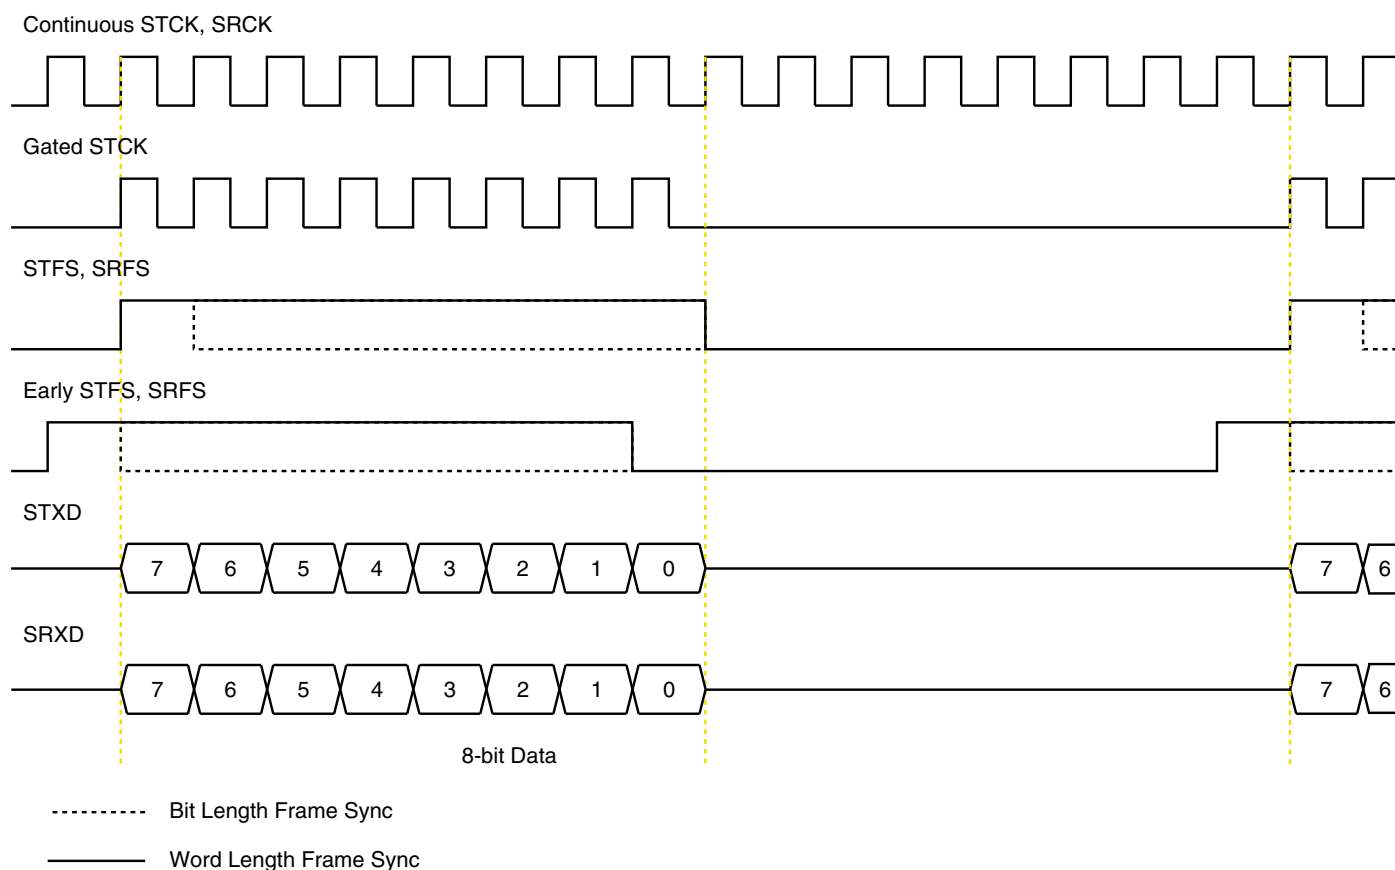 Continuous STCK, SRCK
Gated STCK
STFS, SRFS
Early STFS, SRFS
STXD
7 6 5 4 3 2 1 0 7 6
SRXD
7 6 5 4 3 2 1 0 7 6
8-bit Data
Bit Length Frame Sync
Word Length Frame Sync